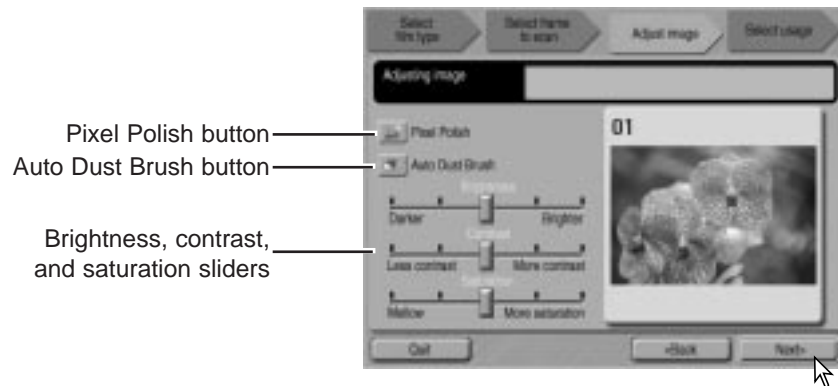 Select
film type
Select frame
to scan
Adjust image
Select usage
Adjusting image
Pixel Polish button
Pixel Polish
01
Auto Dust Brush button
Auto Dust Brush
Brightness
Darker
Brighter
Brightness, contrast,
and saturation sliders
Contrast
Less contrast
More contrast
Saturation
Mellow
More saturation
Quit
<Back
Next>